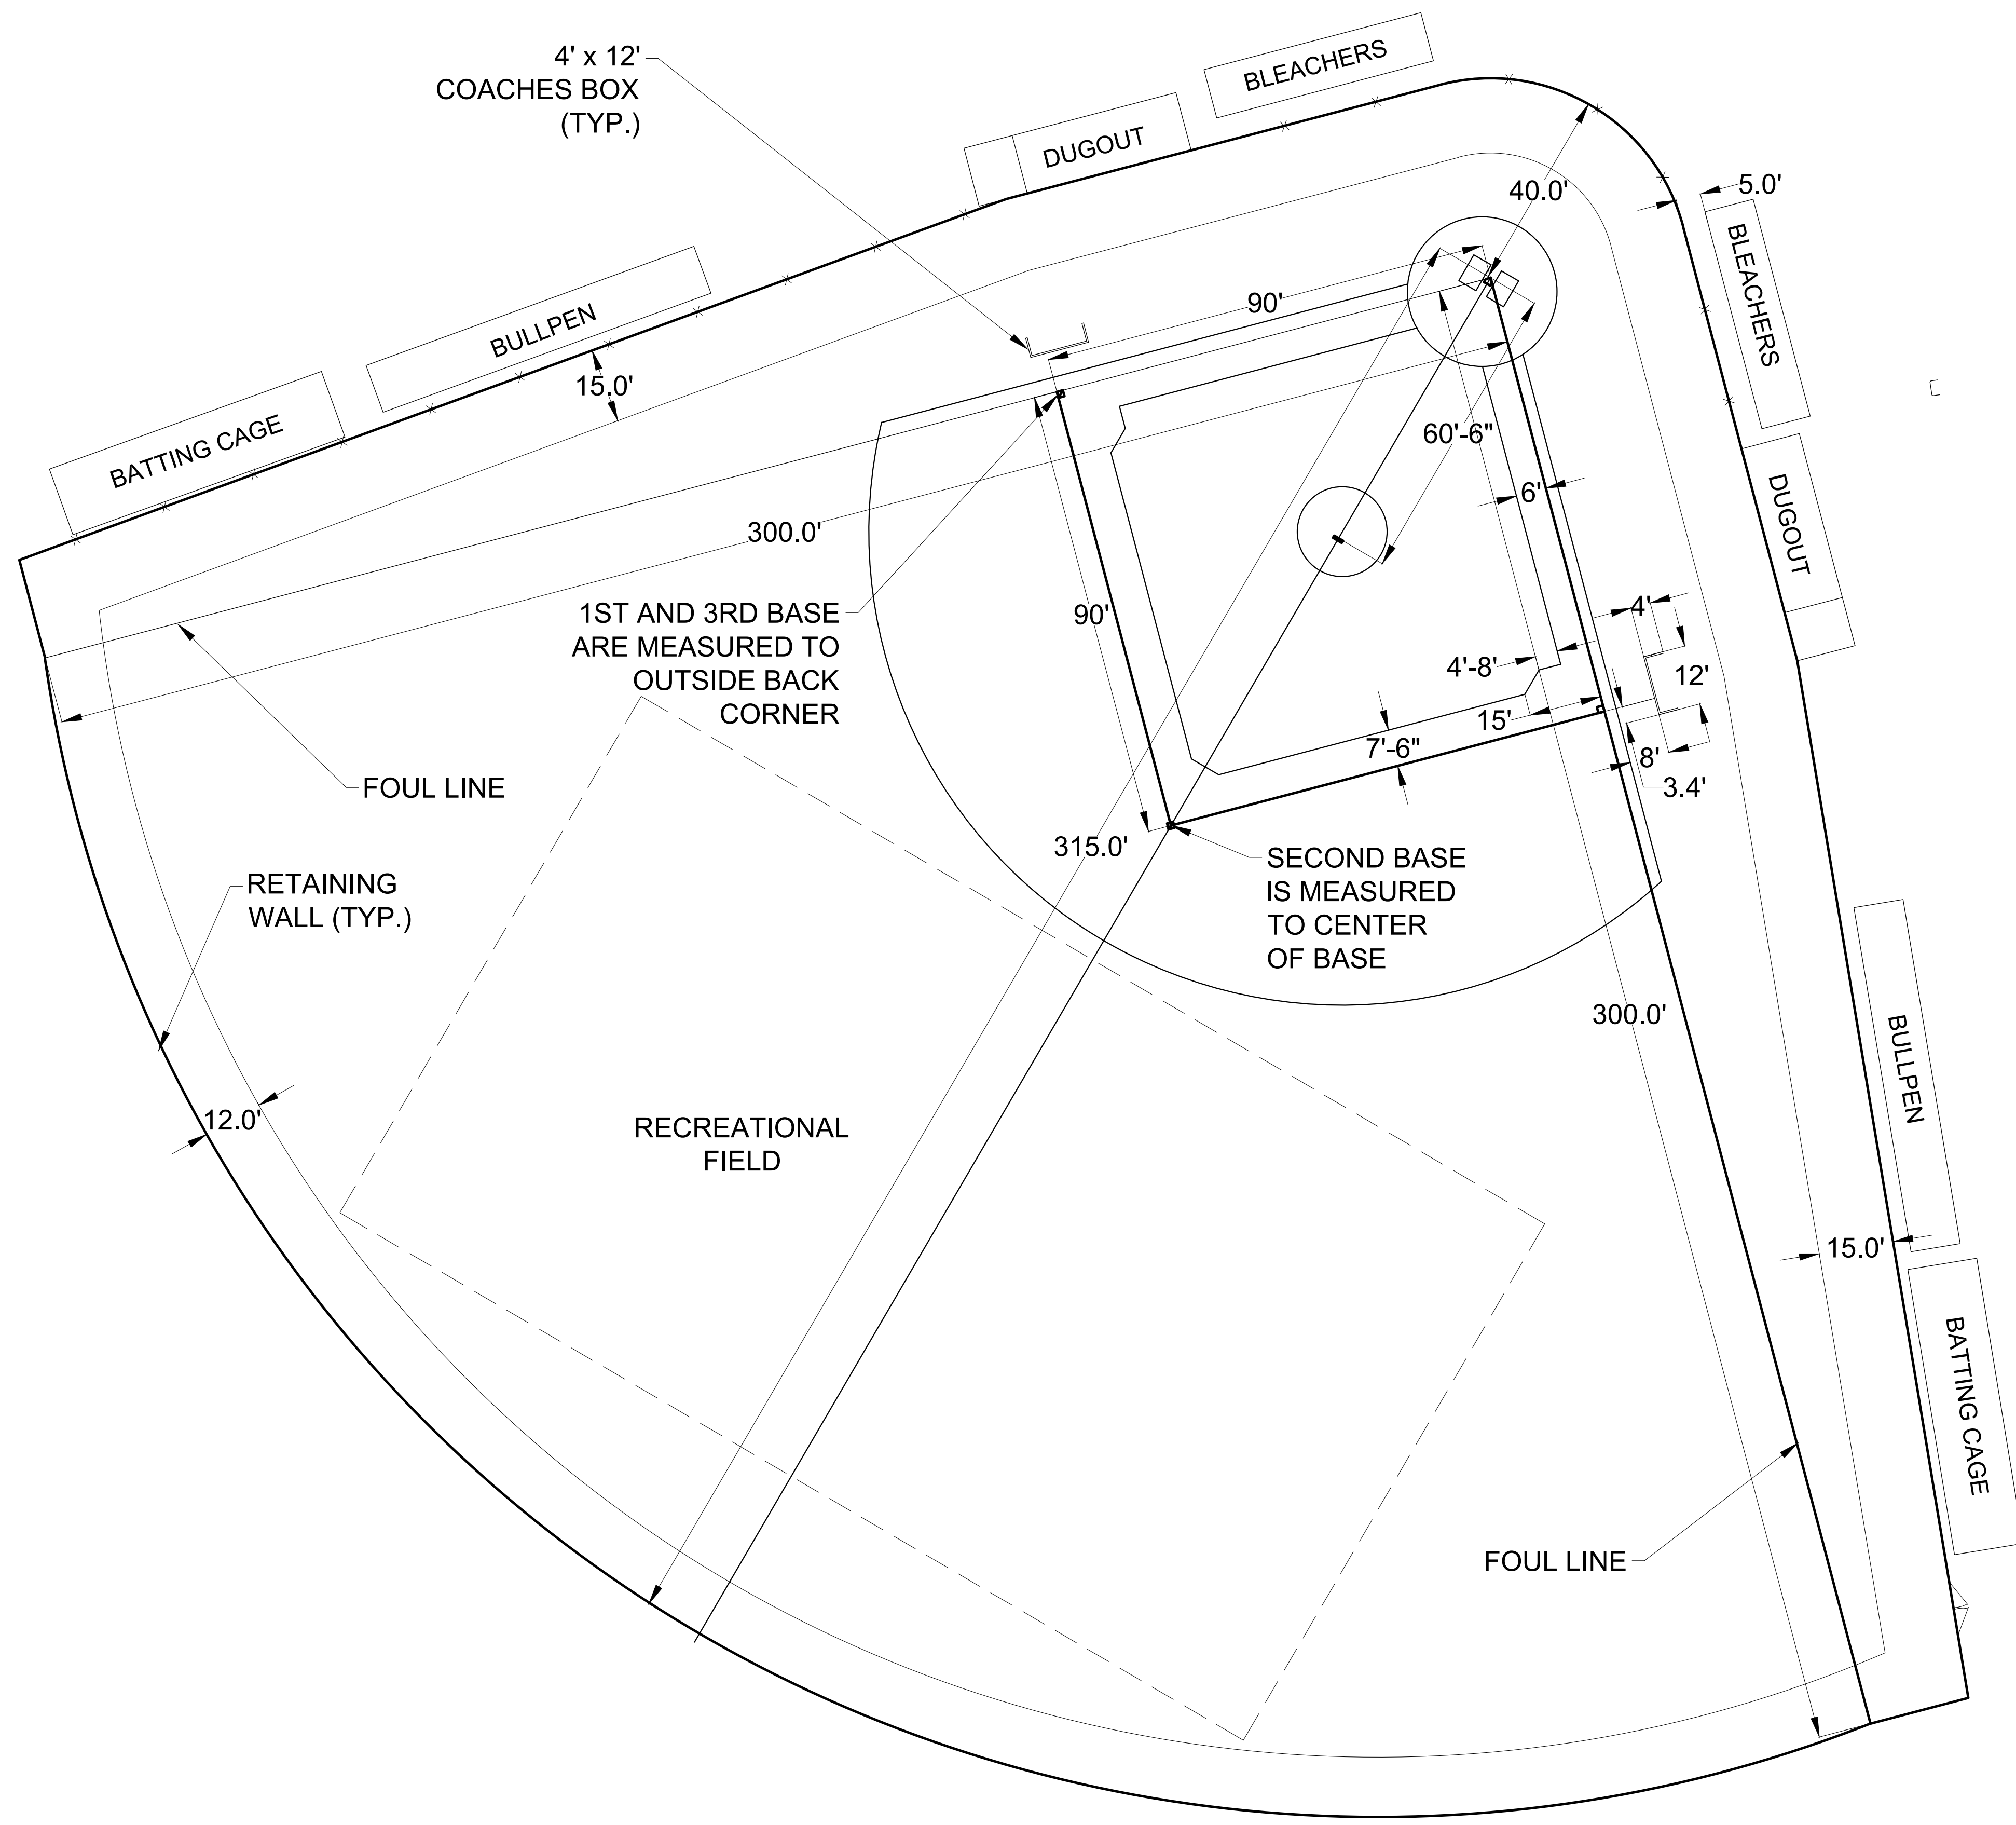 4' x 12'
COACHES BOX
(TYP.)
BLEACHERS
DUGOUT
40.0'
5.0'
BLEACHERS
BULLPEN
90'
15.0'
BATTING CAGE
60'-6"
6'
DUGOUT
300.0'
1ST AND 3RD BASE
ARE MEASURED TO
OUTSIDE BACK
CORNER
90'
4'
4'-8'
12'
15'
7'-6"
8'
3.4'
FOUL LINE
315.0'
SECOND BASE
IS MEASURED
TO CENTER
OF BASE
RETAINING
WALL (TYP.)
300.0'
BULLPEN
12.0'
RECREATIONAL
FIELD
15.0'
BATTING CAGE
FOUL LINE